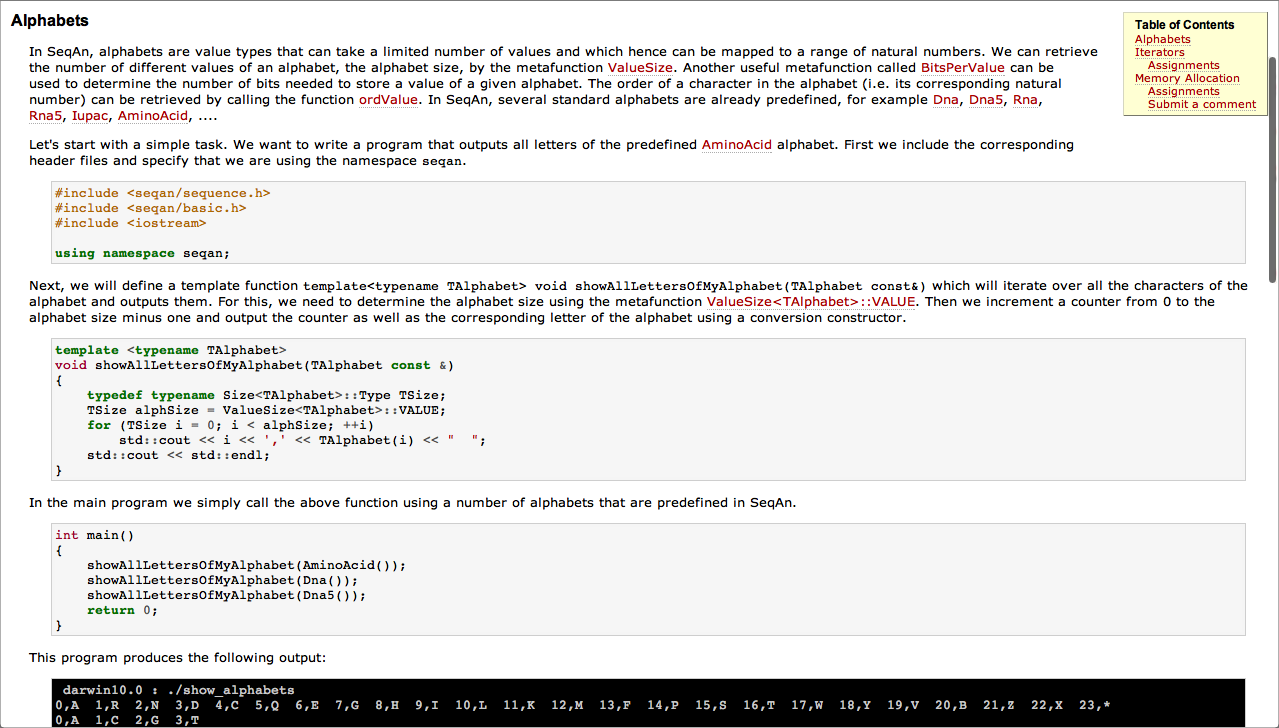 Alphabets
In SeqAn, alphabets are value types that can take a limited number of values and which hence can be mapped to a range of natural numbers. We can retrieve
the number of different values of an alphabet, the alphabet size, by the metafunction ValueSize. Another useful metafunction called BitsPerValue can be
used to determine the number of bits needed to store a value of a given alphabet. The order of a character in the alphabet (i.e. its corresponding natural
number) can be retrieved by calling the function ordValue. In SeqAn, several standard alphabets are already predefined, for example Dna, Dna5, Rna,
Rna5, Iupac, AminoAcid, ....
Table of Contents
Alphabets
Iterators
Assignments
Memory Allocation
Assignments
Submit a comment
Let's start with a simple task. We want to write a program that outputs all letters of the predefined AminoAcid alphabet. First we include the corresponding
header files and specify that we are using the namespace seqan.
#include <seqan/sequence.h>
#include <seqan/basic.h>
#include <iostream>
using namespace seqan;
Next, we will define a template function template<typename TAlphabet> void showAllLettersOfMyAlphabet(TAlphabet const&) which will iterate over all the characters of the
alphabet and outputs them. For this, we need to determine the alphabet size using the metafunction ValueSize<TAlphabet>::VALUE. Then we increment a counter from 0 to the
alphabet size minus one and output the counter as well as the corresponding letter of the alphabet using a conversion constructor.
template <typename TAlphabet>
void showAllLettersOfMyAlphabet(TAlphabet const &)
{
    typedef typename Size<TAlphabet>::Type TSize;
    TSize alphSize = ValueSize<TAlphabet>::VALUE;
    for (TSize i = 0; i < alphSize; ++i)
        std::cout << i << ',' << TAlphabet(i) << "  ";
    std::cout << std::endl;
}
In the main program we simply call the above function using a number of alphabets that are predefined in SeqAn.
int main()
{
    showAllLettersOfMyAlphabet(AminoAcid());
    showAllLettersOfMyAlphabet(Dna());
    showAllLettersOfMyAlphabet(Dna5());
    return 0;
}
This program produces the following output:
darwin10.0 : ./show_alphabets
0,A  1,R  2,N  3,D  4,C  5,Q  6,E  7,G  8,H  9,I  10,L  11,K  12,M  13,F  14,P  15,S  16,T  17,W  18,Y  19,V  20,B  21,Z  22,X  23,*
0,A  1,C  2,G  3,T